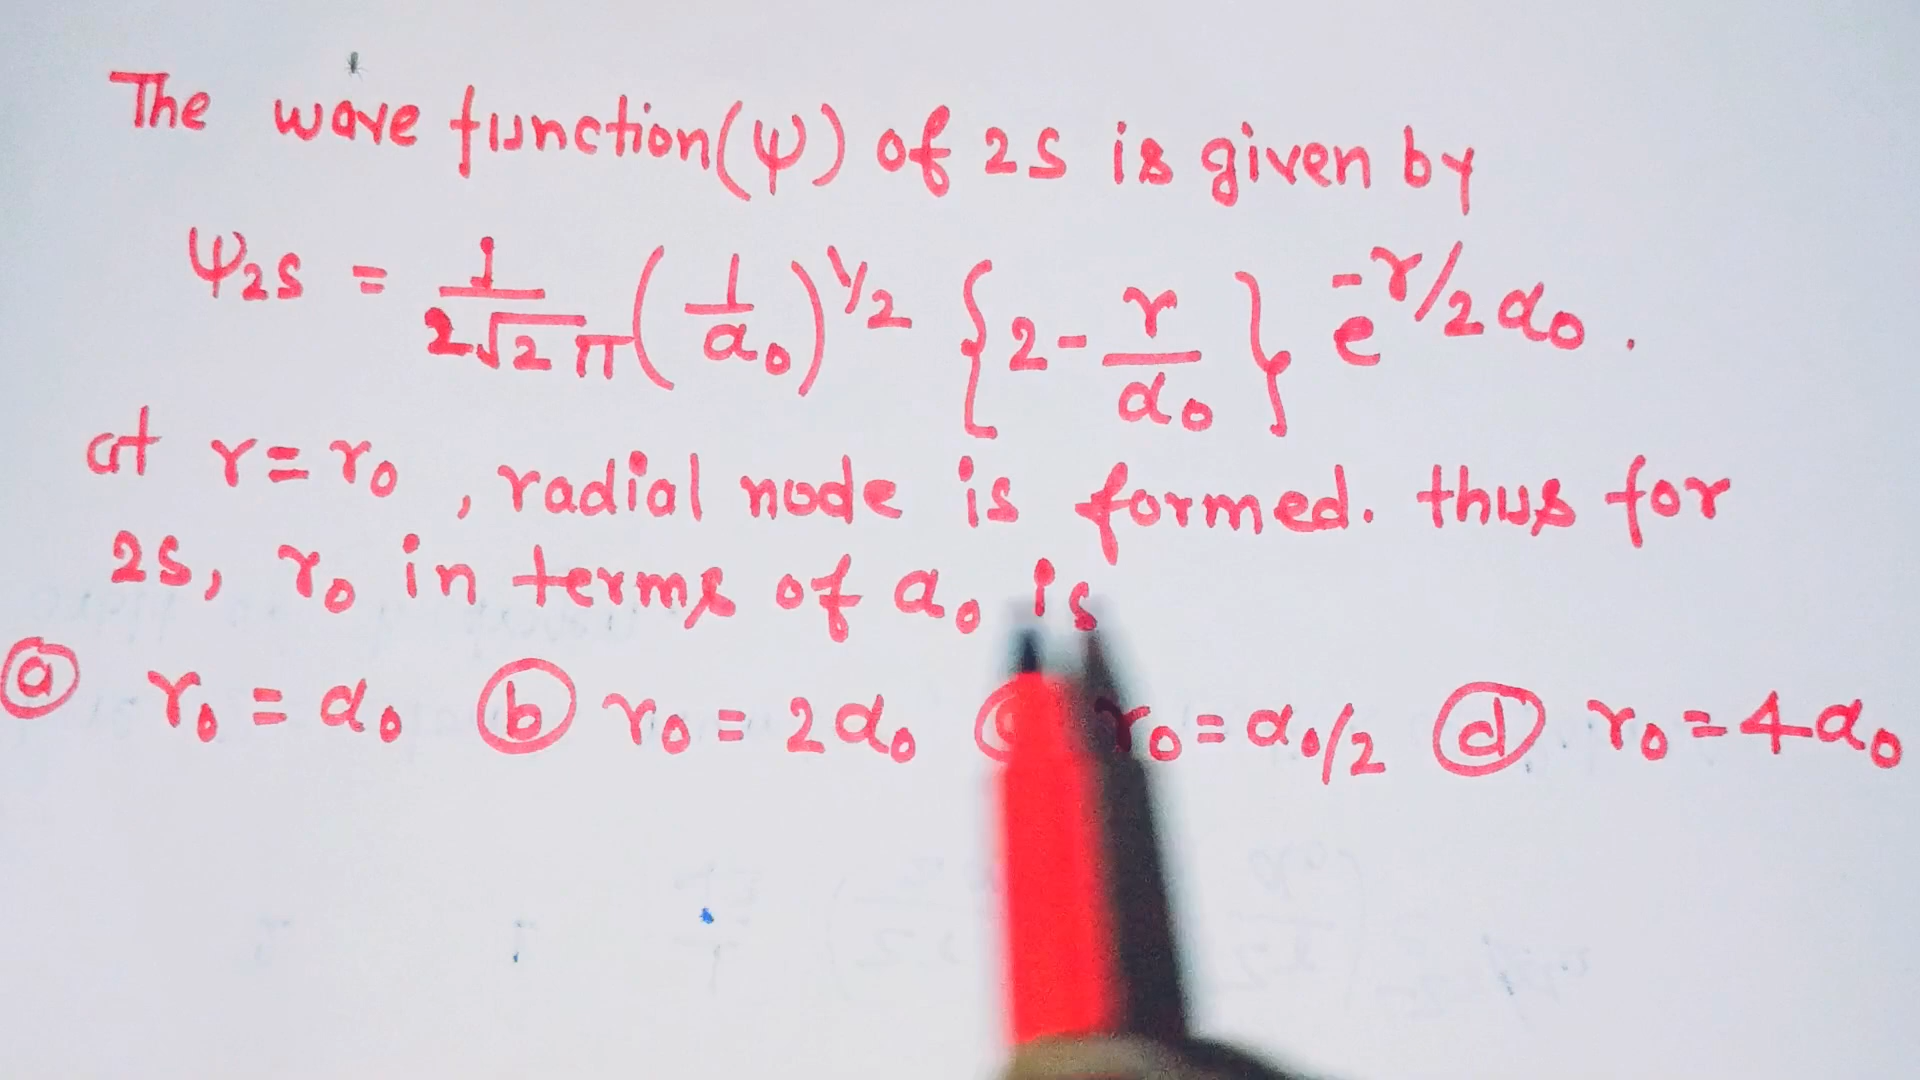 The wave function(ψ) of 2s is given by
ψ2s = 1/2√2π (1/a₀)^1/2 {2 - r/a₀} e^-r/2a₀ .
at r = r₀ , radial node is formed. thus for
2s, r₀ in terms of a₀ is
ⓐ r₀ = a₀ ⓑ r₀ = 2a₀ r₀ = a₀/2 ⓓ r₀ = 4a₀